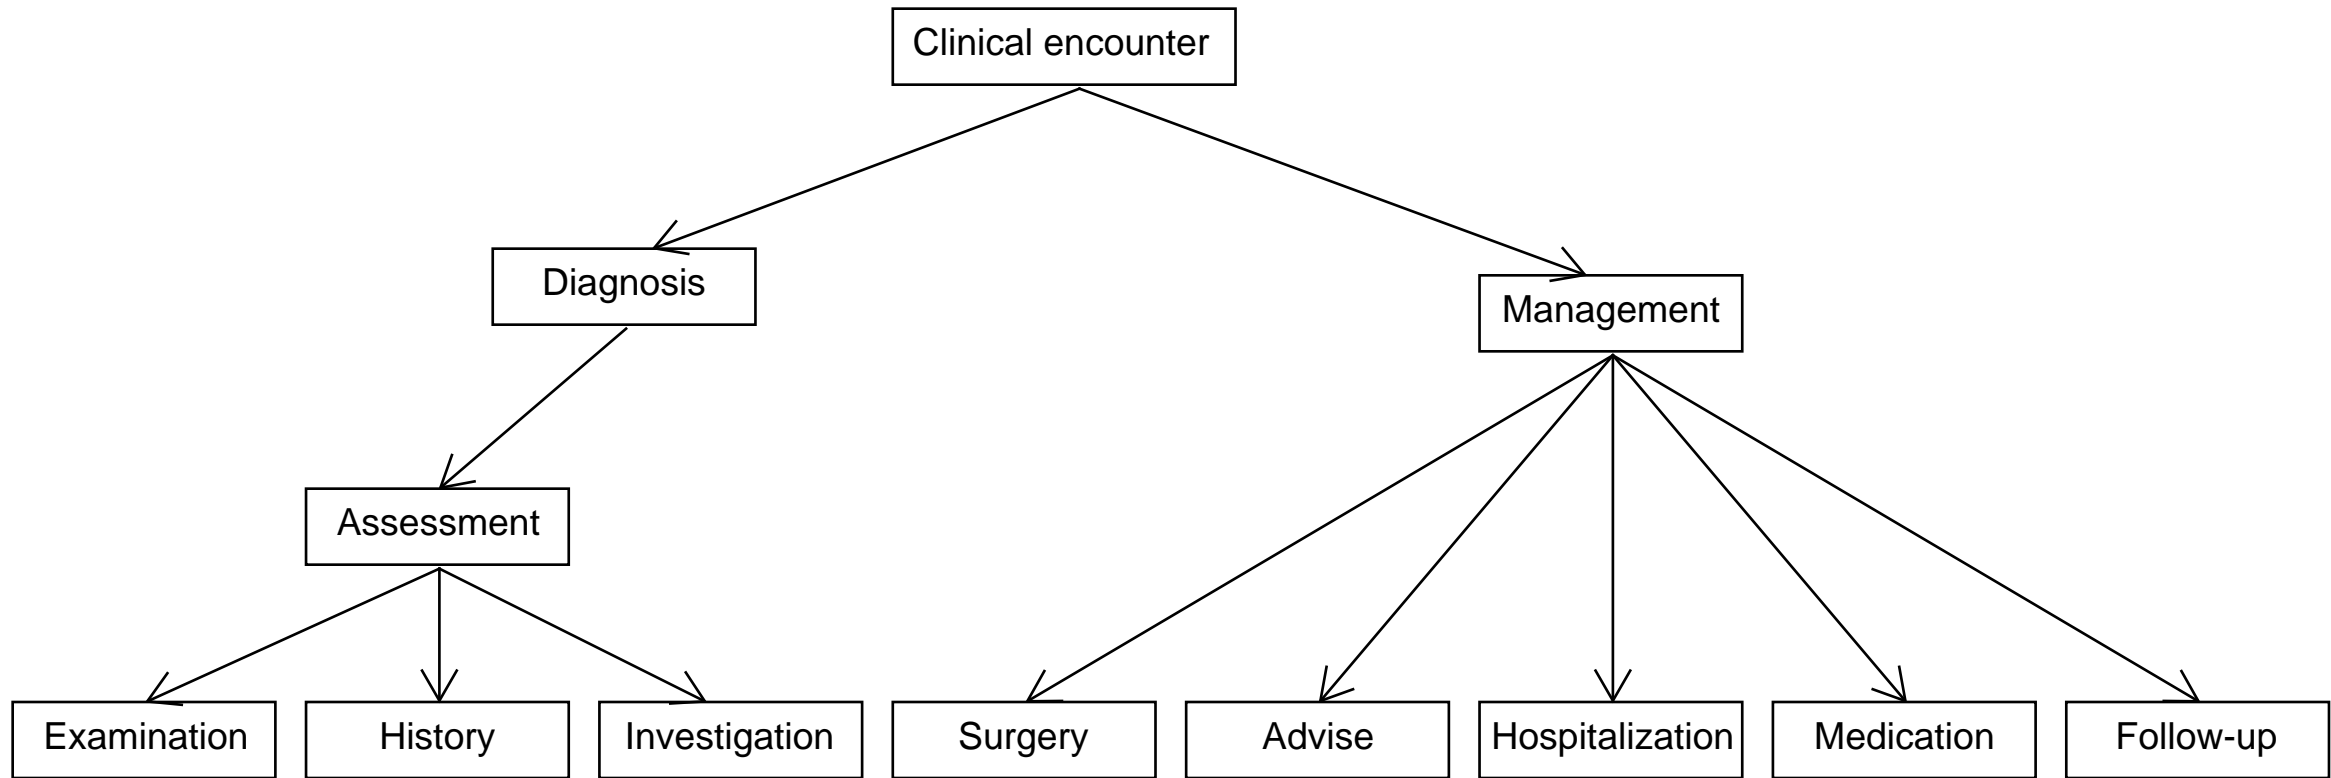 Clinical encounter
Diagnosis
Management
Assessment
Examination
History
Investigation
Surgery
Advise
Hospitalization
Medication
Follow-up